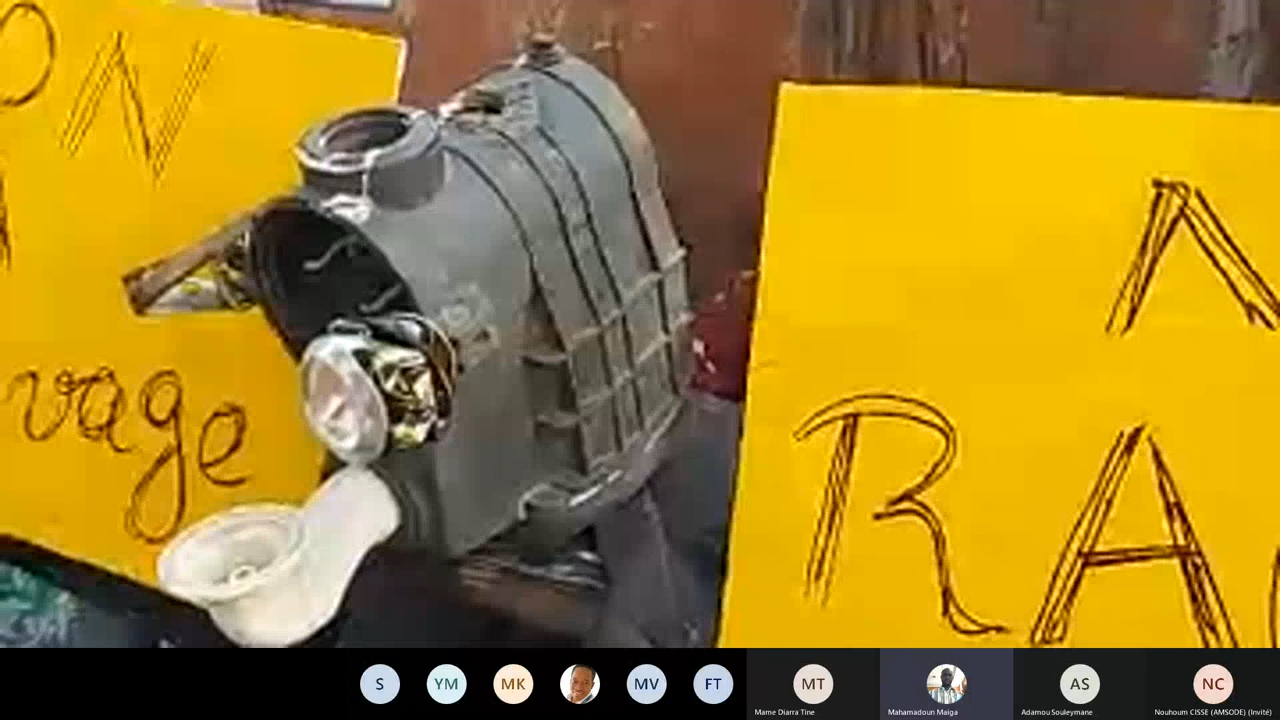 ON
vage
RA
S
YM
MK
MV
FT
MT
AS
NC
Mame Diarra Tine
Mahamadoun Maiga
Adamou Souleymane
Nouhoum CISSE (AMSODE) (Invité)